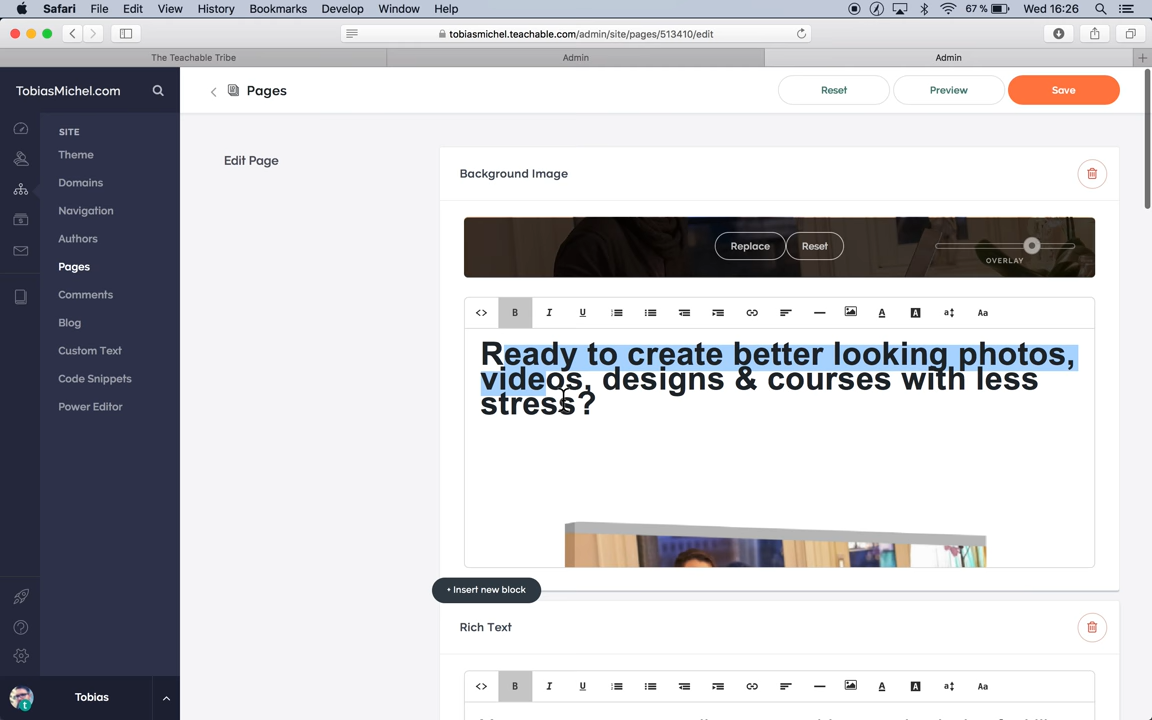 Safari File Edit View History Bookmarks Develop Window Help 67 % Wed 16:26
tobiasmichel.teachable.com/admin/site/pages/513410/edit
The Teachable Tribe Admin Admin
TobiasMichel.com
Pages Reset Preview Save
SITE
Theme
Domains
Navigation
Authors
Pages
Comments
Blog
Custom Text
Code Snippets
Power Editor
Tobias
Edit Page
Background Image
Replace Reset
OVERLAY
<> B I U A A Aa
Ready to create better looking photos,
videos, designs & courses with less
stress?
+ Insert new block
Rich Text
<> B I U A A Aa